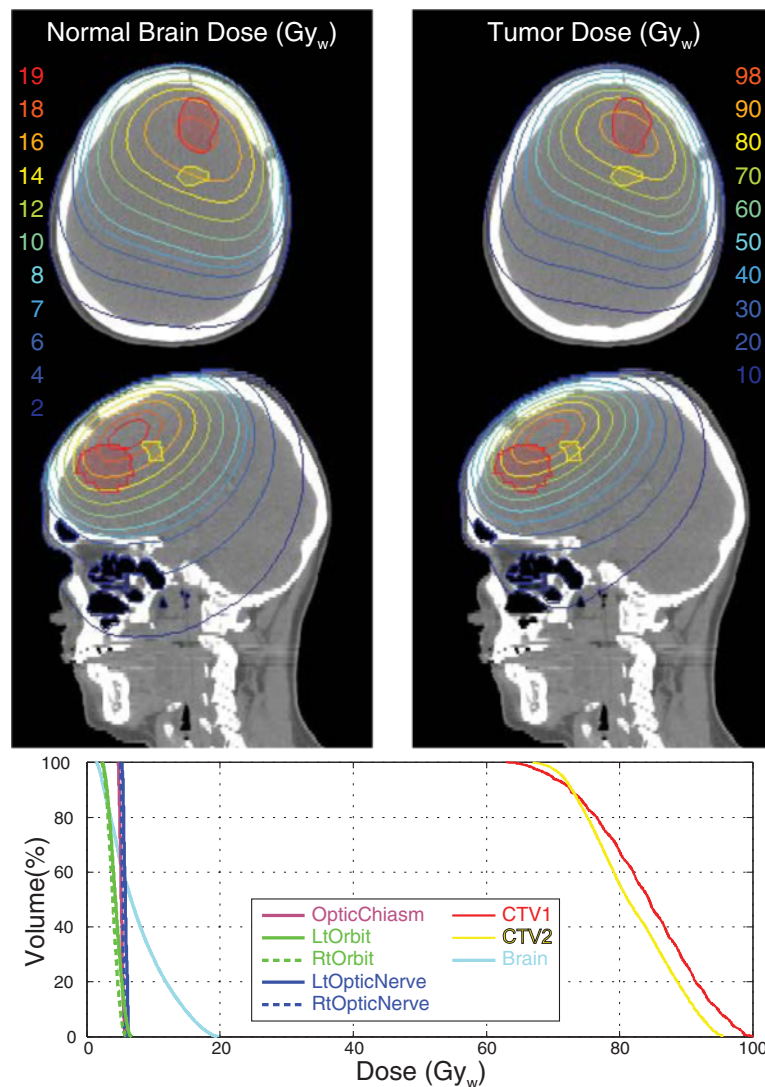 Normal Brain Dose (Gyw)
19
18
16
14
12
10
8
7
6
4
2
Tumor Dose (Gyw)
98
90
80
70
60
50
40
30
20
10
Volume(%)
100
80
60
40
20
0
OpticChiasm
LtOrbit
RtOrbit
LtOpticNerve
RtOpticNerve
CTV1
CTV2
Brain
0 20 40 60 80 100
Dose (Gyw)